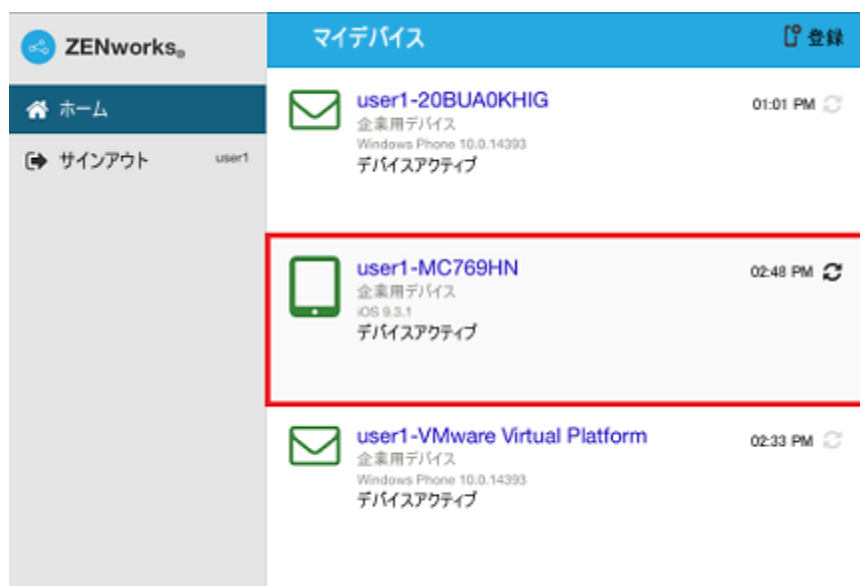 ZENworks®
マイデバイス
登録
ホーム
サインアウト user1
user1-20BUA0KHIG
01:01 PM
企業用デバイス
Windows Phone 10.0.14393
デバイスアクティブ
user1-MC769HN
02:48 PM
企業用デバイス
iOS 9.3.1
デバイスアクティブ
user1-VMware Virtual Platform
02:33 PM
企業用デバイス
Windows Phone 10.0.14393
デバイスアクティブ